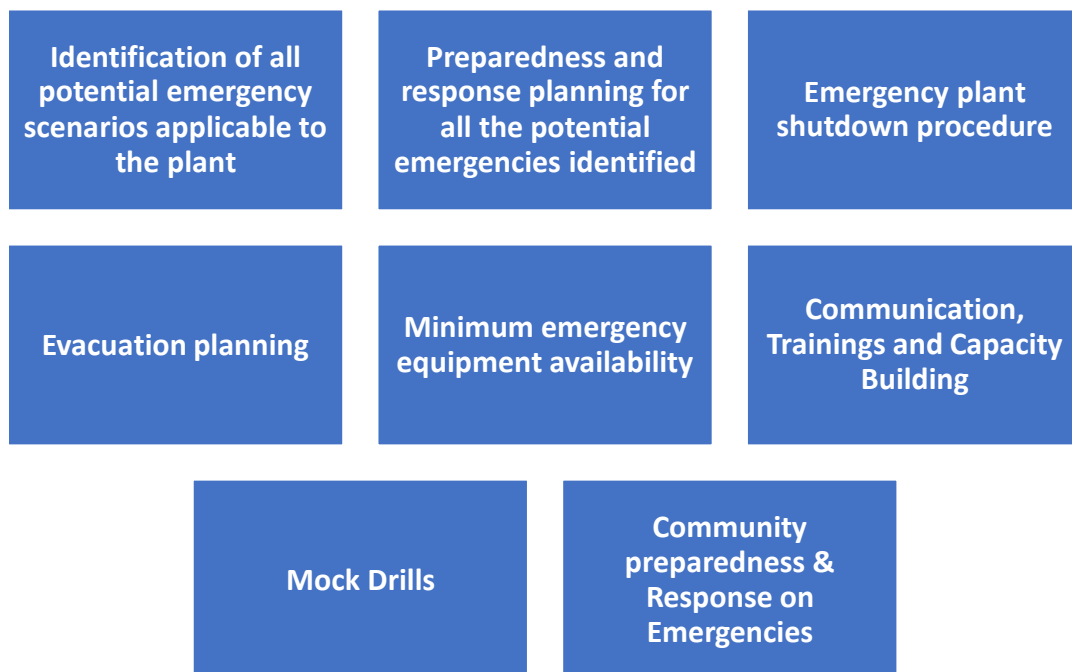 Identification of all
potential emergency
scenarios applicable to
the plant
Preparedness and
response planning for
all the potential
emergencies identified
Emergency plant
shutdown procedure
Evacuation planning
Minimum emergency
equipment availability
Communication,
Trainings and Capacity
Building
Mock Drills
Community
preparedness &
Response on
Emergencies